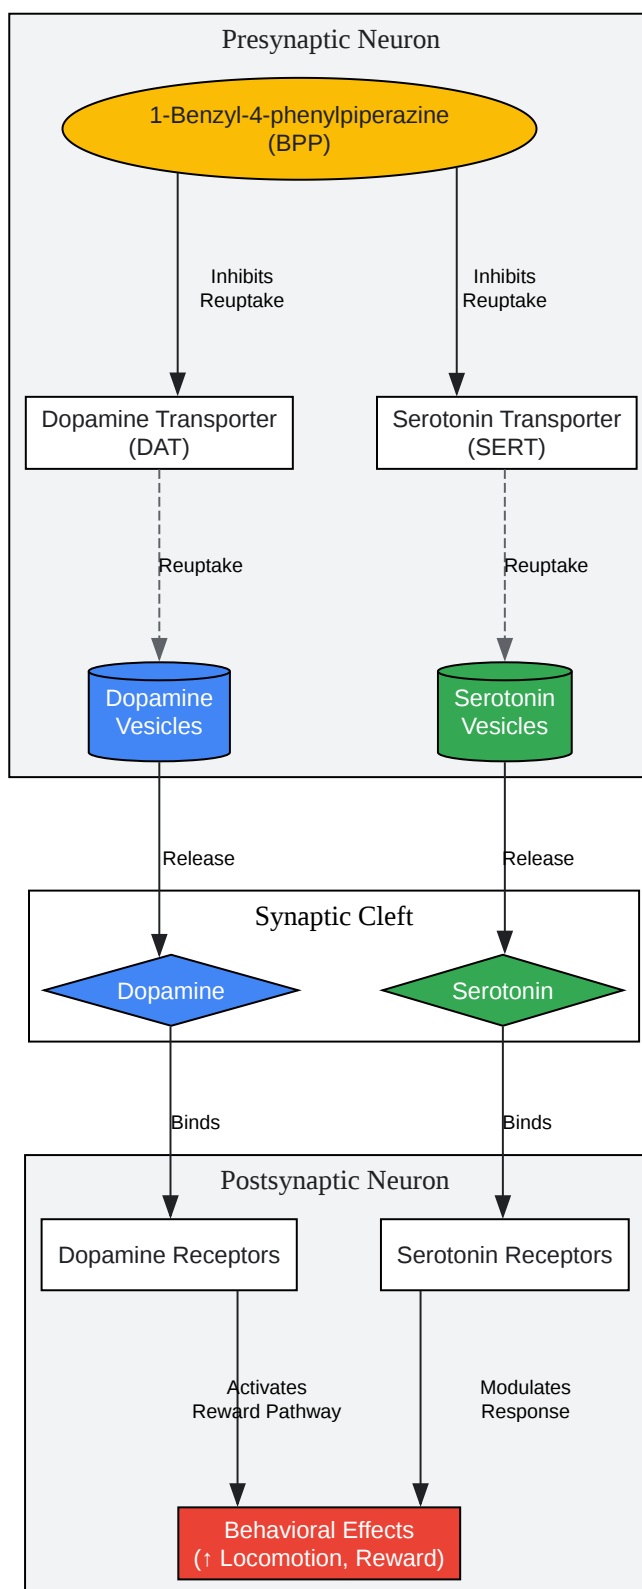 Presynaptic Neuron
1-Benzyl-4-phenylpiperazine
(BPP)
Inhibits
Reuptake
Inhibits
Reuptake
Dopamine Transporter
(DAT)
Serotonin Transporter
(SERT)
Reuptake
Reuptake
Dopamine
Vesicles
Serotonin
Vesicles
Release
Release
Synaptic Cleft
Dopamine
Serotonin
Binds
Binds
Postsynaptic Neuron
Dopamine Receptors
Serotonin Receptors
Activates
Reward Pathway
Modulates
Response
Behavioral Effects
(↑ Locomotion, Reward)